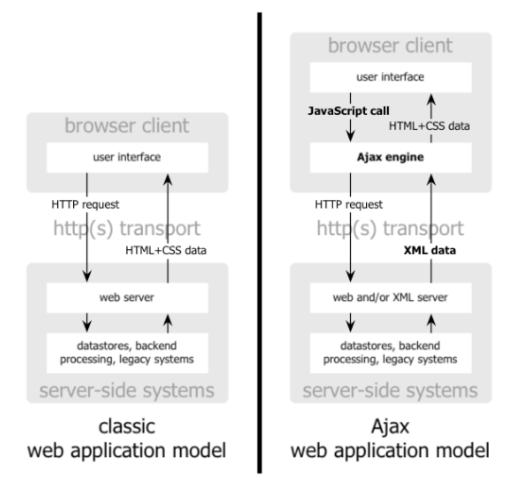 browser client
user interface
HTTP request
http(s) transport
HTML+CSS data
web server
datastores, backend
processing, legacy systems
server-side systems
classic
web application model
browser client
user interface
JavaScript call
HTML+CSS data
Ajax engine
HTTP request
http(s) transport
XML data
web and/or XML server
datastores, backend
processing, legacy systems
server-side systems
Ajax
web application model